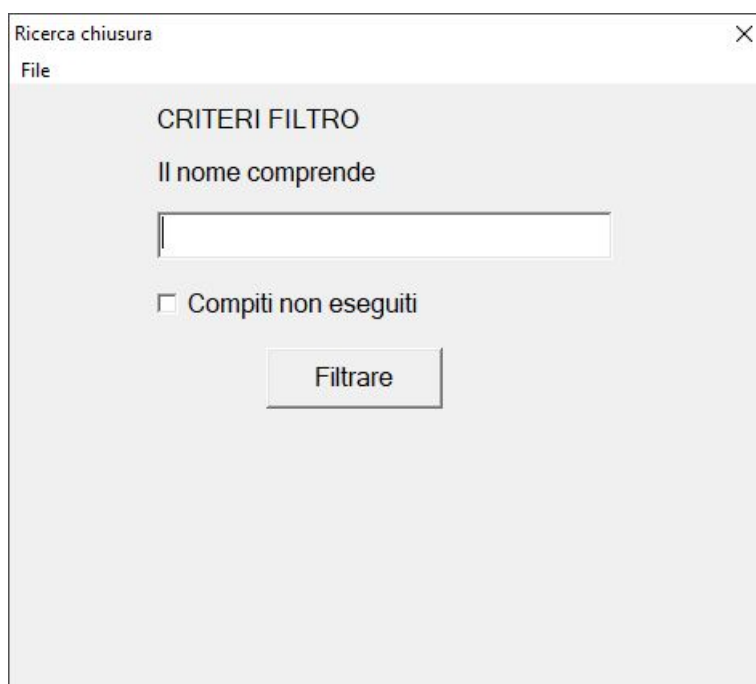 Ricerca chiusura
File
CRITERI FILTRO
Il nome comprende
Compiti non eseguiti
Filtrare